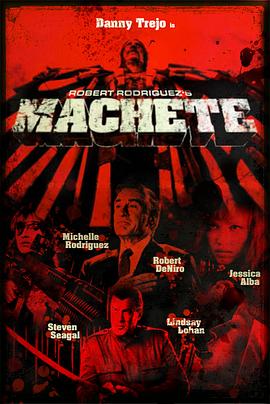 Danny Trejo is
ROBERT RODRIGUEZ'S
MACHETE
Michelle
Rodriguez
Robert
DeNiro
Jessica
Alba
Steven
Seagal
Lindsay
Lohan